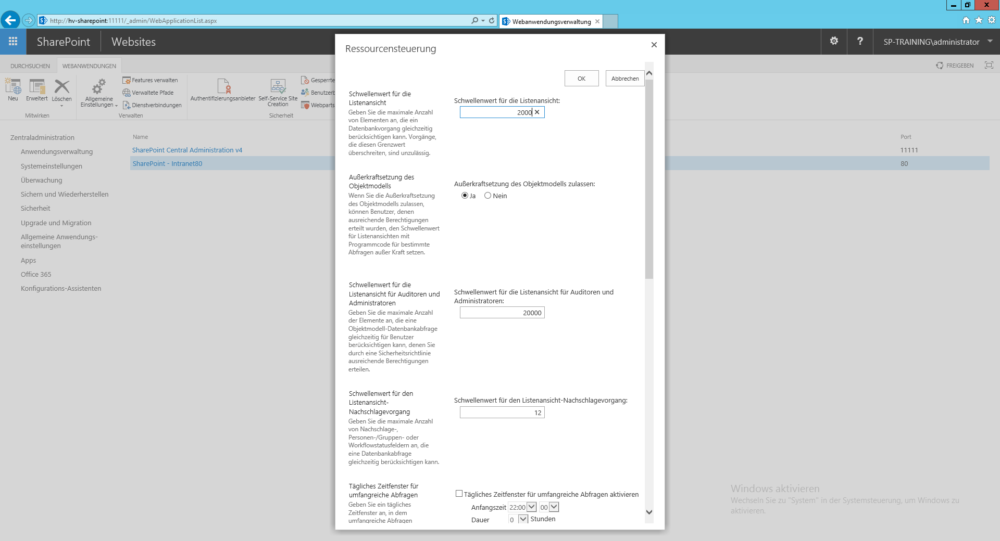 http://hv-sharepoint:11111/_admin/WebApplicationList.aspx
Webanwendungsverwaltung
SharePoint
Websites
SP-TRAINING\administrator
DURCHSUCHEN
WEBANWENDUNGEN
FREIGEBEN
Neu
Erweitert
Löschen
Mitwirken
Allgemeine
Einstellungen
Features verwalten
Verwaltete Pfade
Dienstverbindungen
Verwalten
Authentifizierungsanbieter
Self-Service Site
Creation
Gesperrte
Benutzerb
Webparts
Sicherheit
Zentraladministration
Anwendungsverwaltung
Systemeinstellungen
Überwachung
Sichern und Wiederherstellen
Sicherheit
Upgrade und Migration
Allgemeine Anwendungs-
einstellungen
Apps
Office 365
Konfigurations-Assistenten
Name
Port
SharePoint Central Administration v4
11111
SharePoint - Intranet80
80
Ressourcensteuerung
OK
Abbrechen
Schwellenwert für die
Listenansicht
Geben Sie die maximale Anzahl
von Elementen an, die ein
Datenbankvorgang gleichzeitig
berücksichtigen kann. Vorgänge,
die diesen Grenzwert
überschreiten, sind unzulässig.
Schwellenwert für die Listenansicht:
2000
Außerkraftsetzung des
Objektmodells
Wenn Sie die Außerkraftsetzung
des Objektmodells zulassen,
können Benutzer, denen
ausreichende Berechtigungen
erteilt wurden, den Schwellenwert
für Listenansichten mit
Programmcode für bestimmte
Abfragen außer Kraft setzen.
Außerkraftsetzung des Objektmodells zulassen:
Ja
Nein
Schwellenwert für die
Listenansicht für Auditoren und
Administratoren
Geben Sie die maximale Anzahl
der Elemente an, die eine
Objektmodell-Datenbankabfrage
gleichzeitig für Benutzer
berücksichtigen kann, denen Sie
durch eine Sicherheitsrichtlinie
ausreichende Berechtigungen
erteilen.
Schwellenwert für die Listenansicht für Auditoren und
Administratoren:
20000
Schwellenwert für den
Listenansicht-
Nachschlagevorgang
Geben Sie die maximale Anzahl
von Nachschlage-,
Personen-/Gruppen- oder
Workflowstatusfeldern an, die
eine Datenbankabfrage
gleichzeitig berücksichtigen kann.
Schwellenwert für den Listenansicht-Nachschlagevorgang:
12
Tägliches Zeitfenster für
umfangreiche Abfragen
Geben Sie ein tägliches
Zeitfenster an, in dem
umfangreiche Abfragen
Tägliches Zeitfenster für umfangreiche Abfragen aktivieren
Anfangszeit 22:00 00
Dauer 0 Stunden
Windows aktivieren
Wechseln Sie zu "System" in der Systemsteuerung, um Windows zu
aktivieren.